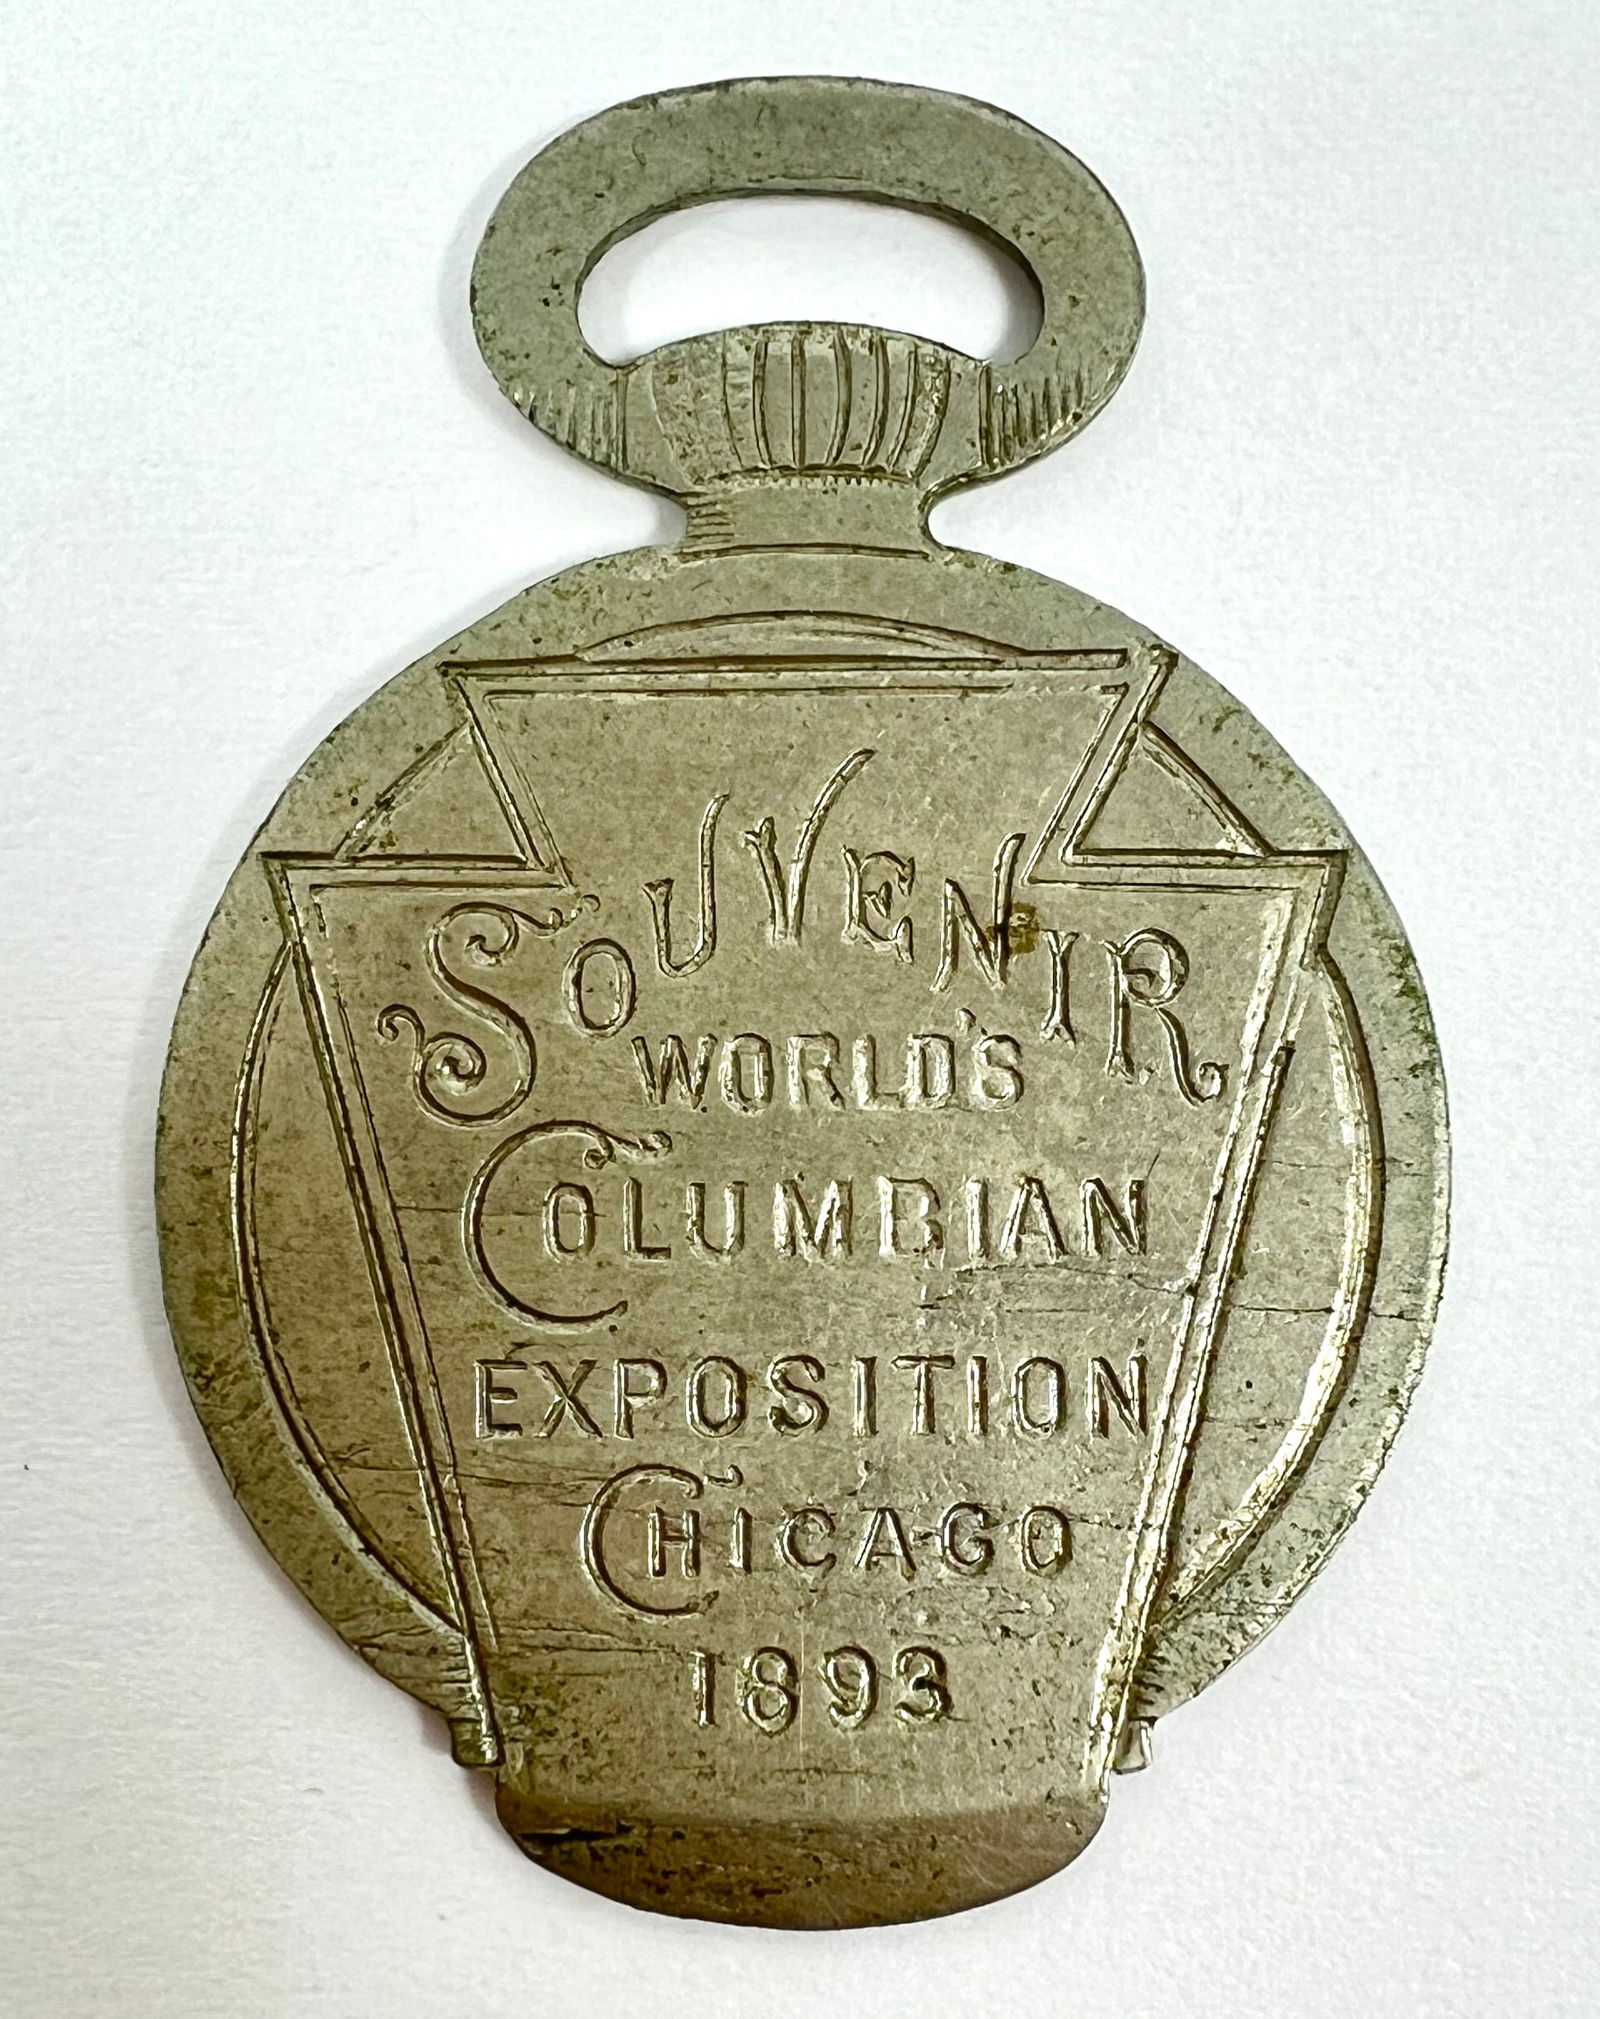 SOUVENIR
WORLD'S
COLUMBIAN
EXPOSITION
CHICAGO
1893